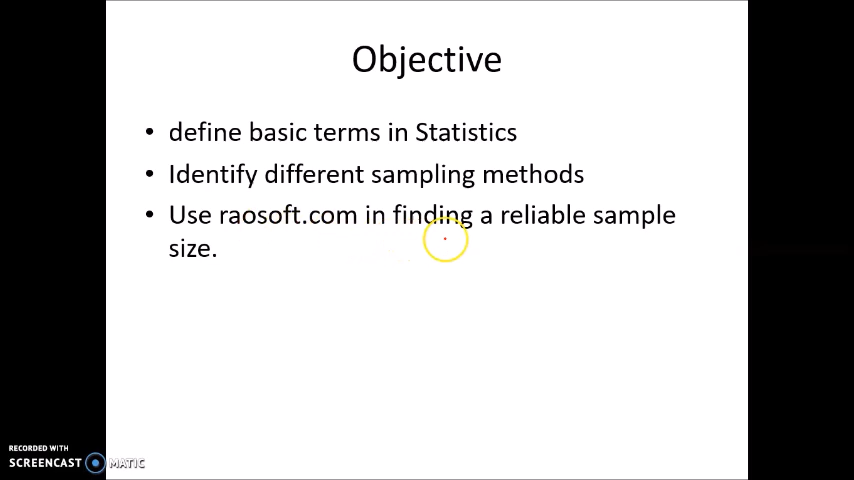 Objective
• define basic terms in Statistics
• Identify different sampling methods
• Use raosoft.com in finding a reliable sample
size.
RECORDED WITH
SCREENCAST MATIC